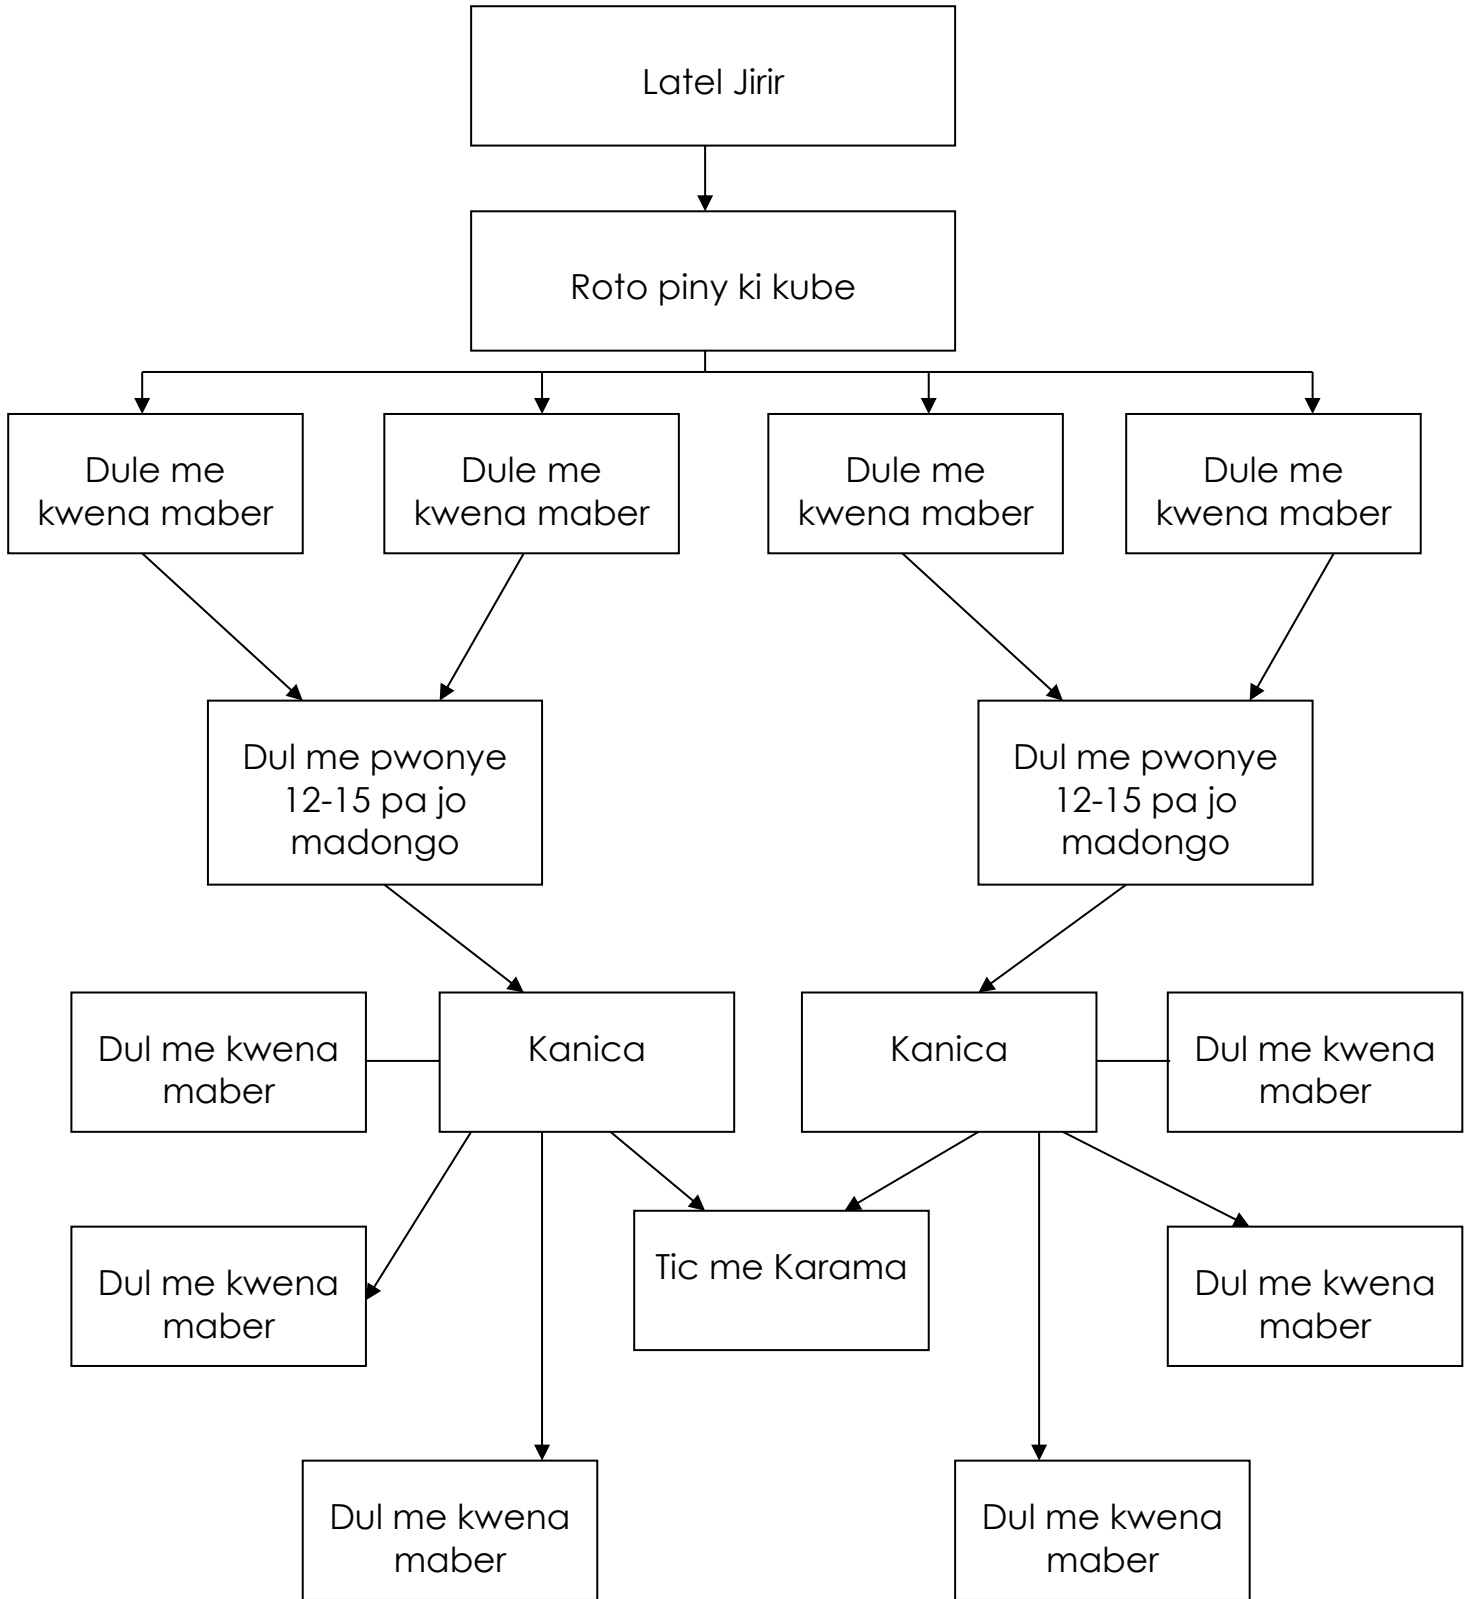 Latel Jirir
Roto piny ki kube
Dule me
kwena maber
Dule me
kwena maber
Dule me
kwena maber
Dule me
kwena maber
Dul me pwonye
12-15 pa jo
madongo
Dul me pwonye
12-15 pa jo
madongo
Dul me kwena
maber
Kanica
Kanica
Dul me kwena
maber
Dul me kwena
maber
Tic me Karama
Dul me kwena
maber
Dul me kwena
maber
Dul me kwena
maber